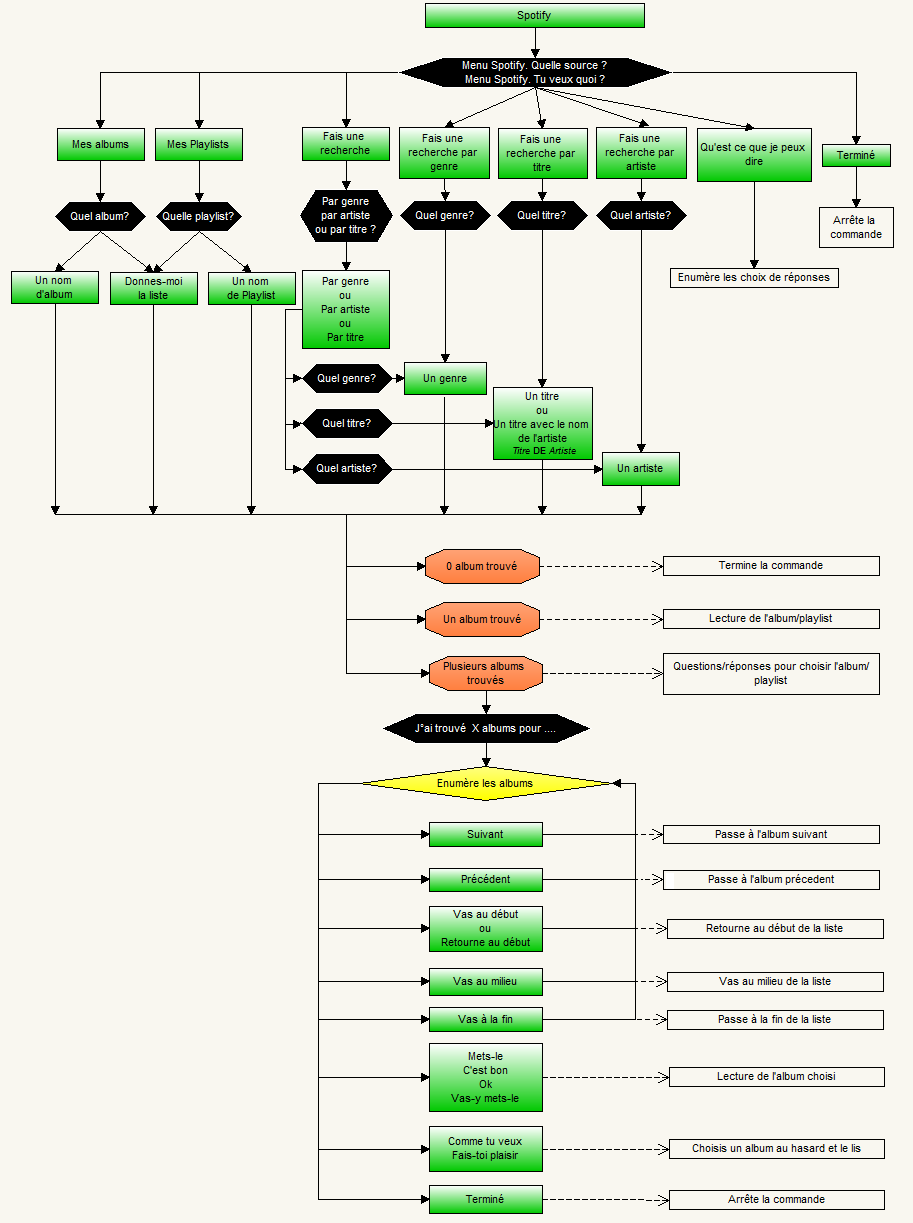 Spotify
Menu Spotify. Quelle source ?
Menu Spotify. Tu veux quoi ?
Mes albums
Mes Playlists
Fais une
recherche
Fais une
recherche par
genre
Fais une
recherche par
titre
Fais une
recherche par
artiste
Qu'est ce que je peux
dire
Terminé
Quel album?
Quelle playlist?
Par genre
par artiste
ou par titre ?
Quel genre?
Quel titre?
Quel artiste?
Arrête la
commande
Un nom
d'album
Donnes-moi
la liste
Un nom
de Playlist
Par genre
ou
Par artiste
ou
Par titre
Enumère les choix de réponses
Quel genre?
Un genre
Quel titre?
Un titre
ou
Un titre avec le nom
de l'artiste
Titre DE Artiste
Quel artiste?
Un artiste
0 album trouvé
Termine la commande
Un album trouvé
Lecture de l'album/playlist
Plusieurs albums
trouvés
Questions/réponses pour choisir l'album/
playlist
J'ai trouvé X albums pour ....
Enumère les albums
Suivant
Passe à l'album suivant
Précédent
Passe à l'album précedent
Vas au début
ou
Retourne au début
Retourne au début de la liste
Vas au milieu
Vas au milieu de la liste
Vas à la fin
Passe à la fin de la liste
Mets-le
C'est bon
Ok
Vas-y mets-le
Lecture de l'album choisi
Comme tu veux
Fais-toi plaisir
Choisis un album au hasard et le lis
Terminé
Arrête la commande